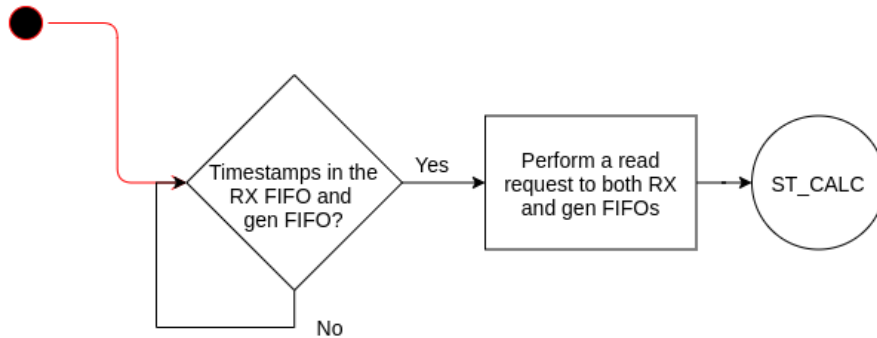 Timestamps in the
RX FIFO and
gen FIFO?
Yes
Perform a read
request to both RX
and gen FIFOs
ST_CALC
No